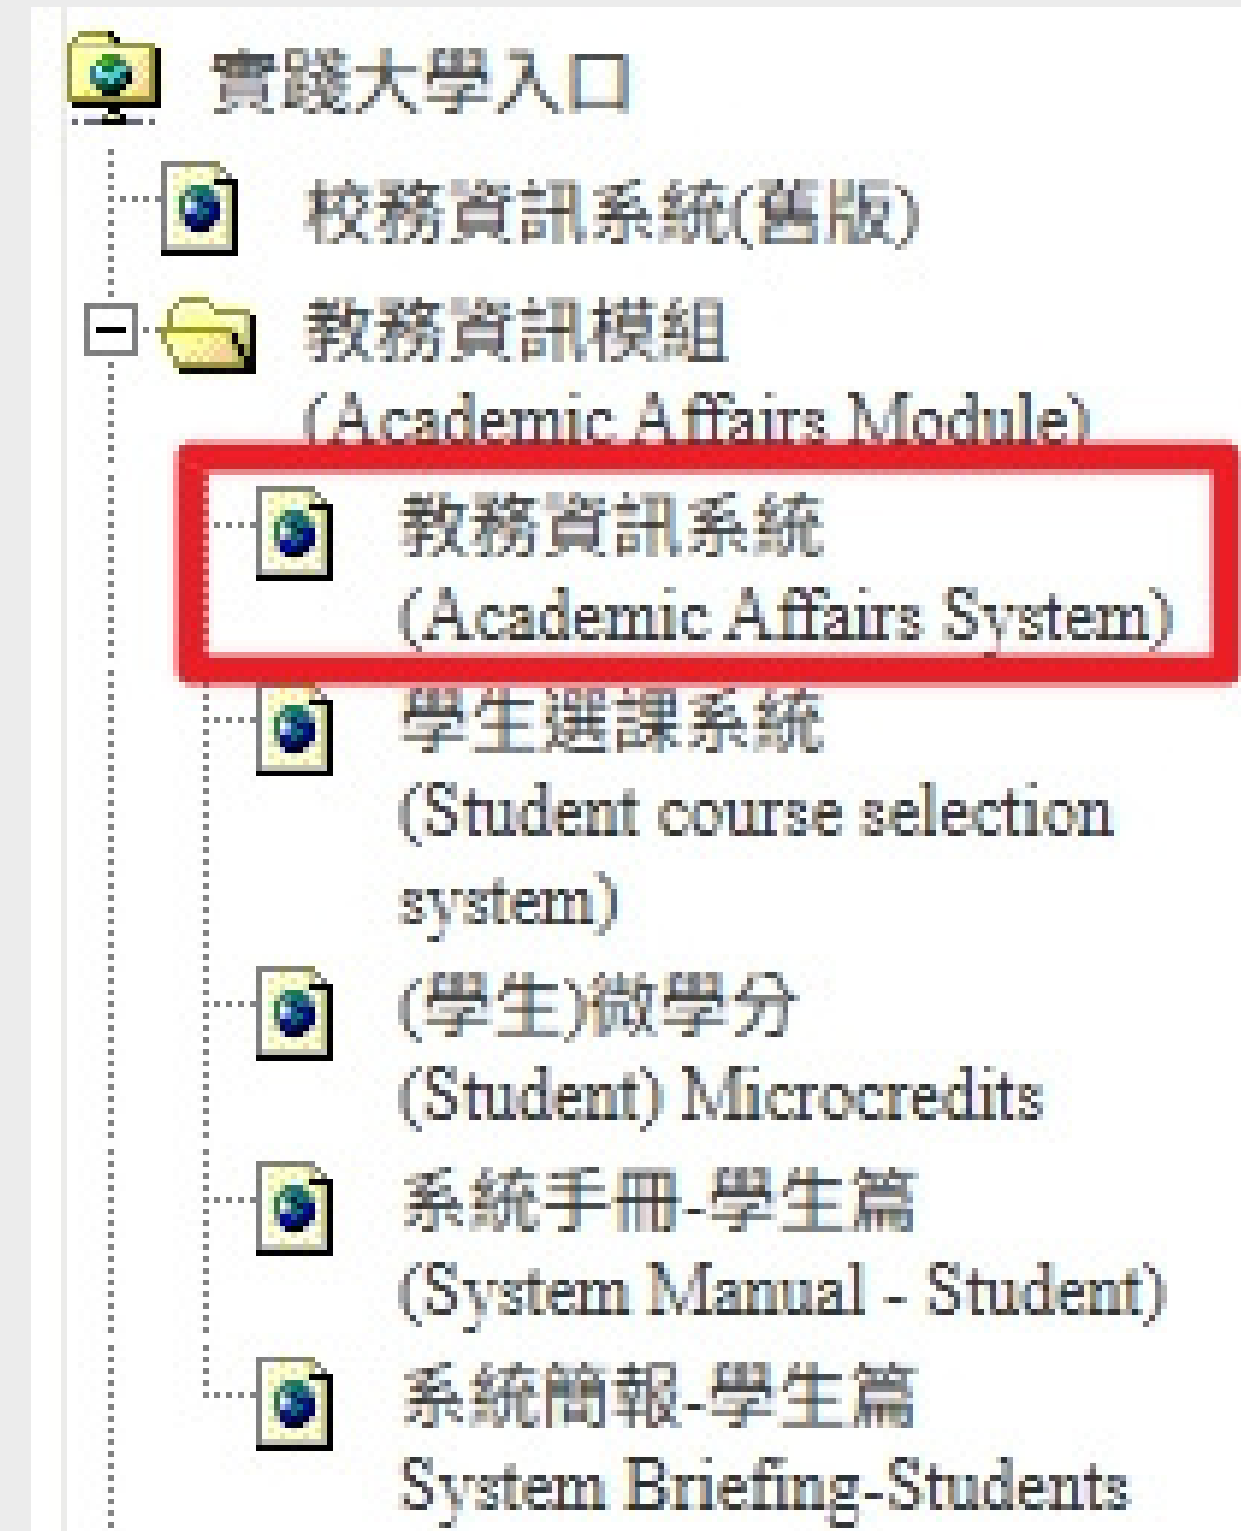 實踐大學入口
校務資訊系統(舊版)
教務資訊模組
(Academic Affairs Module)
教務資訊系統
(Academic Affairs System)
學生選課系統
(Student course selection
system)
(學生)微學分
(Student) Microcredits
系統手冊-學生篇
(System Manual - Student)
系統簡報-學生篇
System Briefing-Students